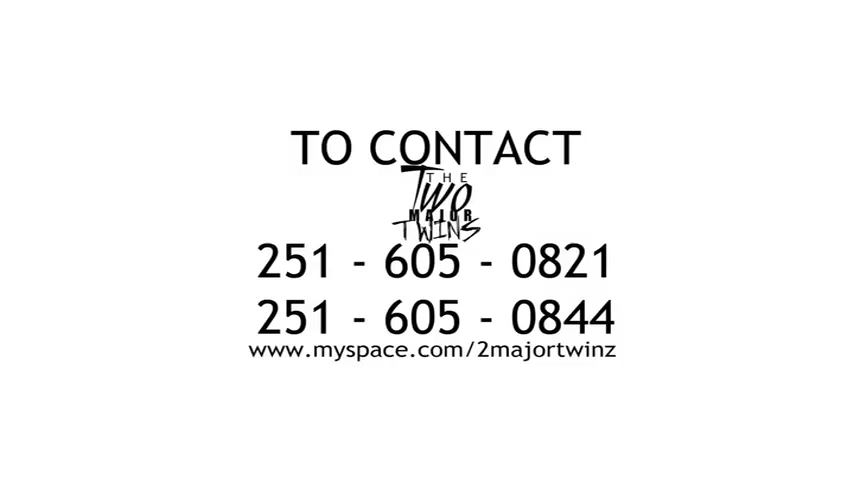 TO CONTACT
THE
Two
MAJOR
TWINS
251 - 605 - 0821
251 - 605 - 0844
www.myspace.com/2majortwinz